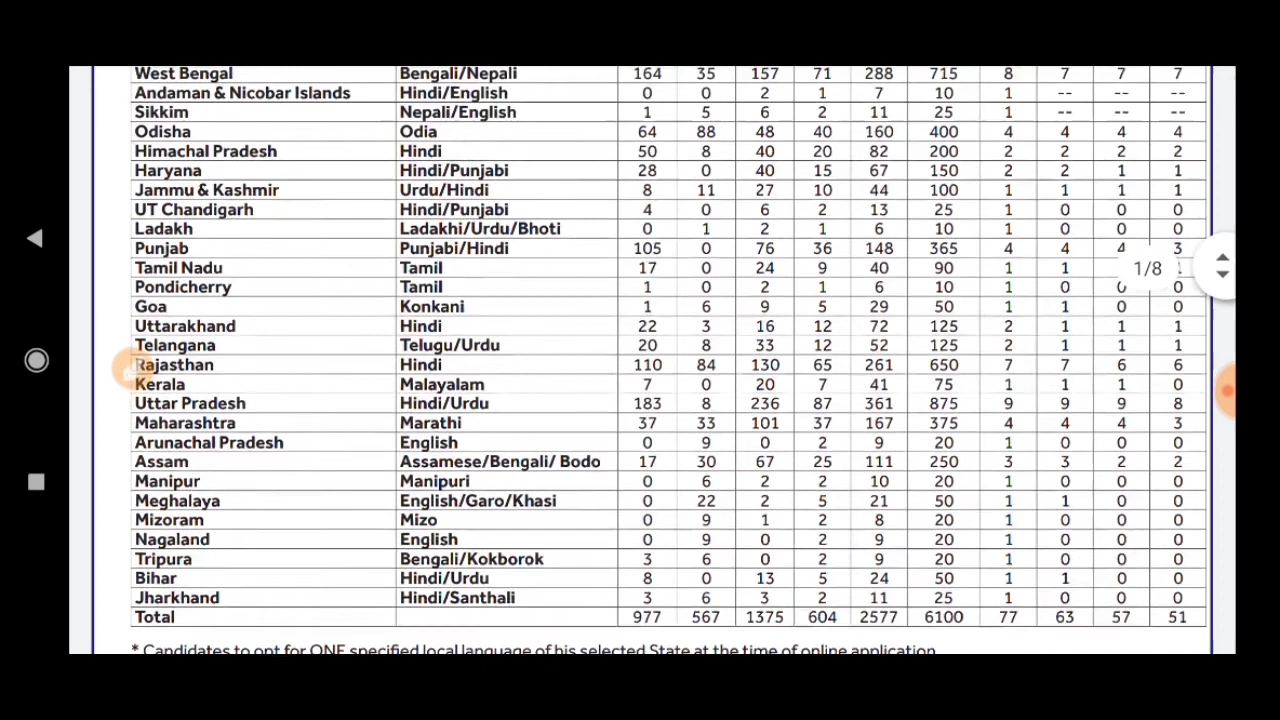 West Bengal Bengali/Nepali 164 35 157 71 288 715 8 7 7 7
Andaman & Nicobar Islands Hindi/English 0 0 2 1 7 10 1 -- -- --
Sikkim Nepali/English 1 5 6 2 11 25 1 -- -- --
Odisha Odia 64 88 48 40 160 400 4 4 4 4
Himachal Pradesh Hindi 50 8 40 20 82 200 2 2 2 2
Haryana Hindi/Punjabi 28 0 40 15 67 150 2 2 1 1
Jammu & Kashmir Urdu/Hindi 8 11 27 10 44 100 1 1 1 1
UT Chandigarh Hindi/Punjabi 4 0 6 2 13 25 1 0 0 0
Ladakh Ladakhi/Urdu/Bhoti 0 1 2 1 6 10 1 0 0 0
Punjab Punjabi/Hindi 105 0 76 36 148 365 4 4 4 3
Tamil Nadu Tamil 17 0 24 9 40 90 1 1 1/8
Pondicherry Tamil 1 0 2 1 6 10 1 0 0 0
Goa Konkani 1 6 9 5 29 50 1 1 0 0
Uttarakhand Hindi 22 3 16 12 72 125 2 1 1 1
Telangana Telugu/Urdu 20 8 33 12 52 125 2 1 1 1
Rajasthan Hindi 110 84 130 65 261 650 7 7 6 6
Kerala Malayalam 7 0 20 7 41 75 1 1 1 0
Uttar Pradesh Hindi/Urdu 183 8 236 87 361 875 9 9 9 8
Maharashtra Marathi 37 33 101 37 167 375 4 4 4 3
Arunachal Pradesh English 0 9 0 2 9 20 1 0 0 0
Assam Assamese/Bengali/ Bodo 17 30 67 25 111 250 3 3 2 2
Manipur Manipuri 0 6 2 2 10 20 1 0 0 0
Meghalaya English/Garo/Khasi 0 22 2 5 21 50 1 1 0 0
Mizoram Mizo 0 9 1 2 8 20 1 0 0 0
Nagaland English 0 9 0 2 9 20 1 0 0 0
Tripura Bengali/Kokborok 3 6 0 2 9 20 1 0 0 0
Bihar Hindi/Urdu 8 0 13 5 24 50 1 1 0 0
Jharkhand Hindi/Santhali 3 6 3 2 11 25 1 0 0 0
Total 977 567 1375 604 2577 6100 77 63 57 51
* Candidates to opt for ONE specified local language of his selected State at the time of online application